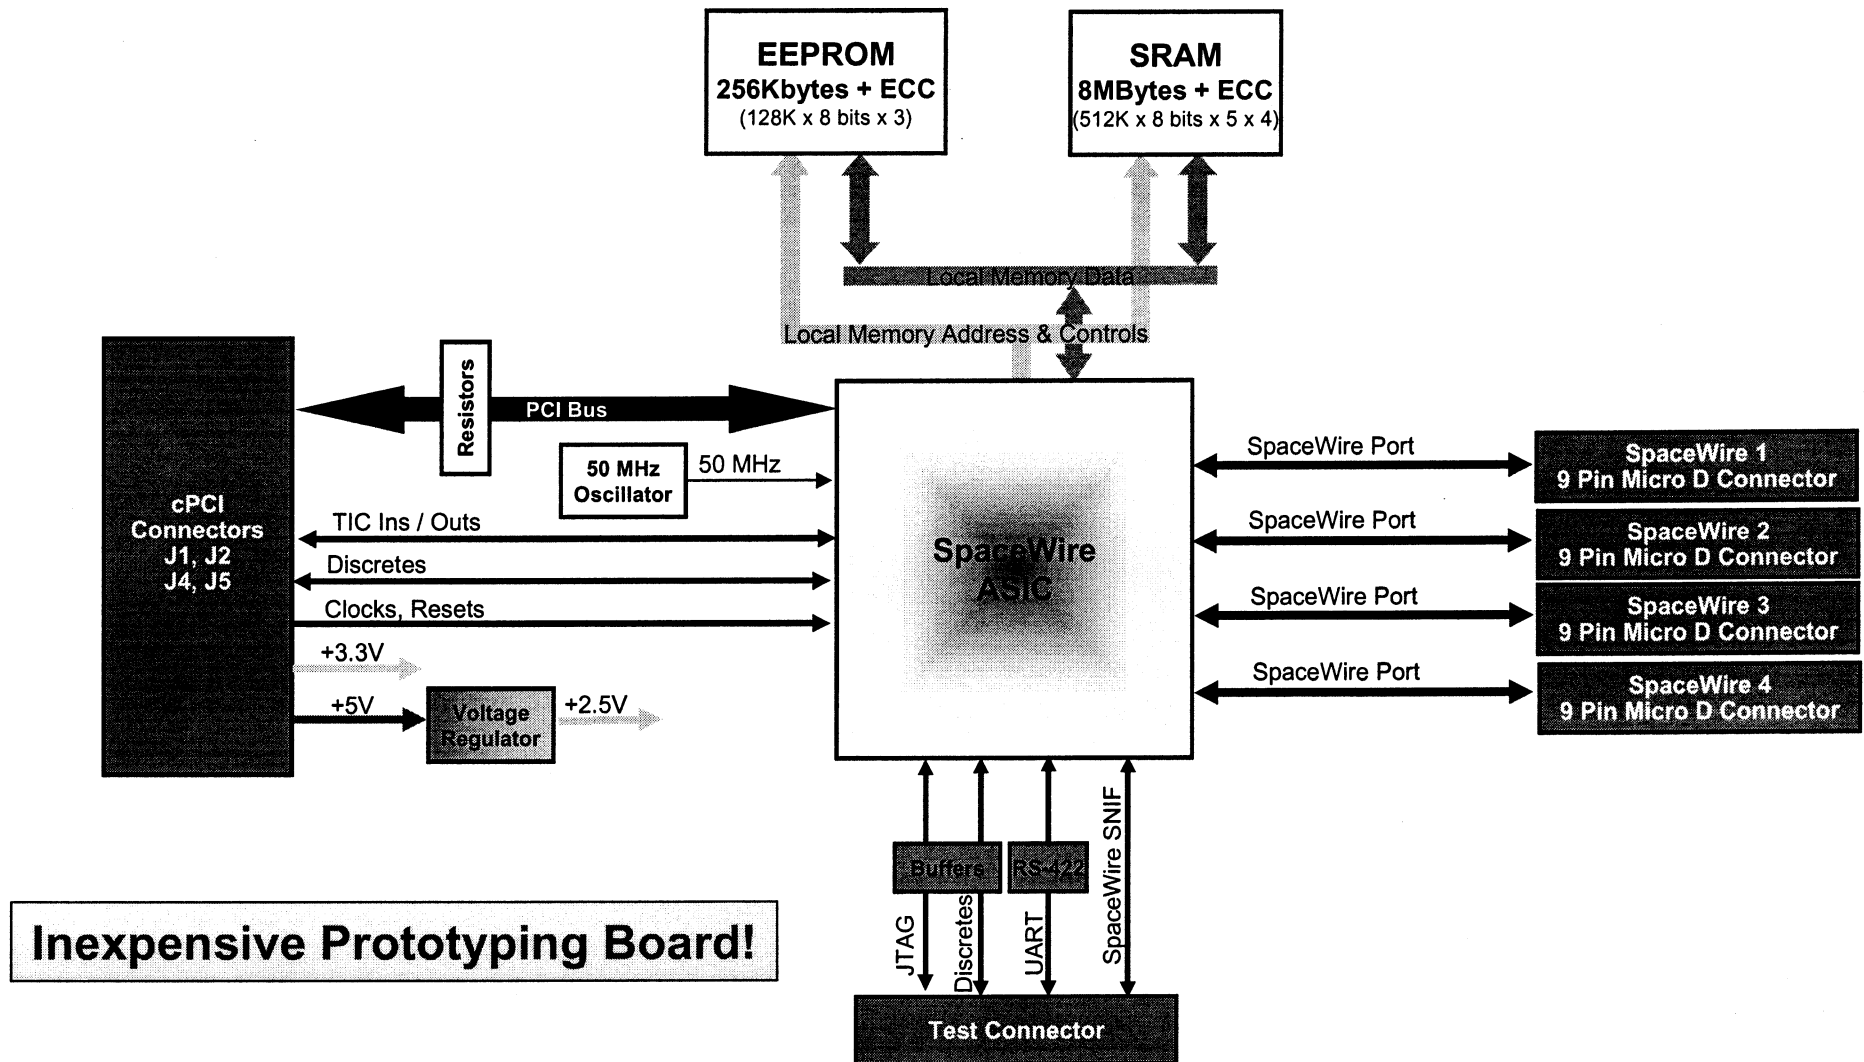 EEPROM
256Kbytes + ECC
(128K x 8 bits x 3)
SRAM
8MBytes + ECC
(512K x 8 bits x 5 x 4)
Local Memory Data
Local Memory Address & Controls
cPCI
Connectors
J1, J2
J4, J5
Resistors
PCI Bus
50 MHz
Oscillator
50 MHz
TIC Ins / Outs
Discretes
Clocks, Resets
+3.3V
+5V
Voltage
Regulator
+2.5V
SpaceWire
ASIC
SpaceWire Port
SpaceWire 1
9 Pin Micro D Connector
SpaceWire Port
SpaceWire 2
9 Pin Micro D Connector
SpaceWire Port
SpaceWire 3
9 Pin Micro D Connector
SpaceWire Port
SpaceWire 4
9 Pin Micro D Connector
Buffers
RS-422
JTAG
Discretes
UART
SpaceWire SNIF
Test Connector
Inexpensive Prototyping Board!